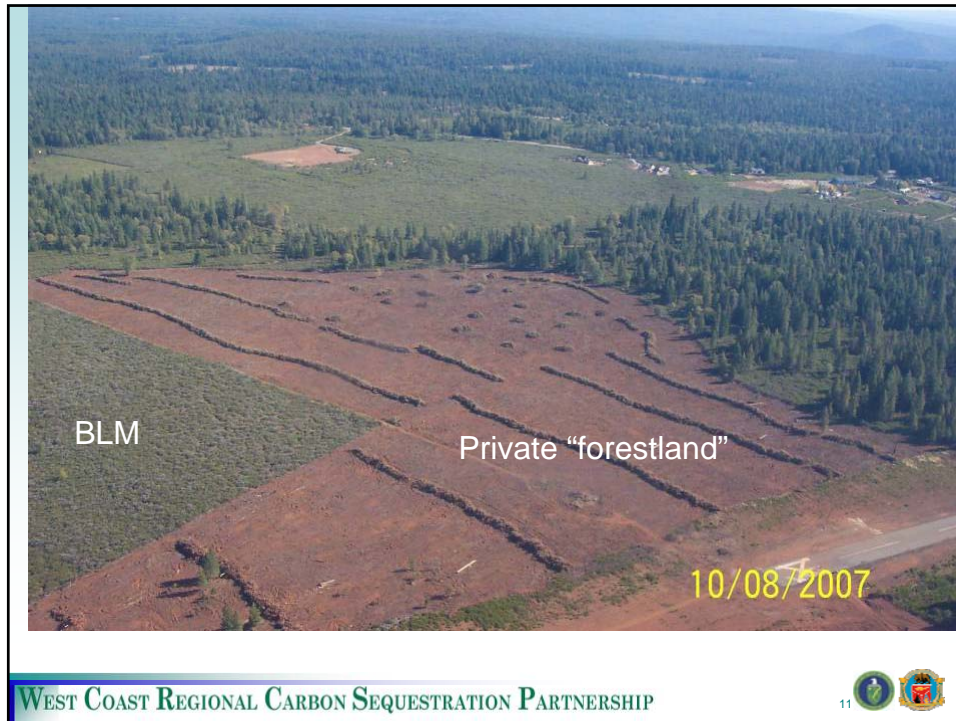 BLM
Private “forestland”
10/08/2007
WEST COAST REGIONAL CARBON SEQUESTRATION PARTNERSHIP
11